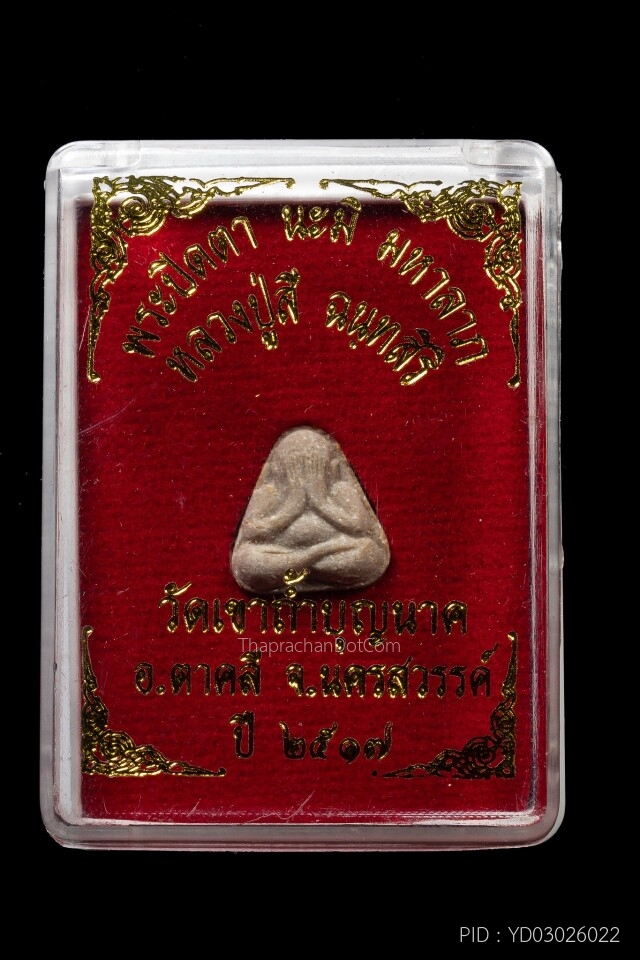 พระปิดตา นะมิ มหาลาภ
หลวงปู่สี ฉนฺทสิริ
วัดเขาถ้ำบุญนาค
ThaprachanDotCom
อ.ตาคลี จ.นครสวรรค์
ปี ๒๕๑๗
PID : YD03026022